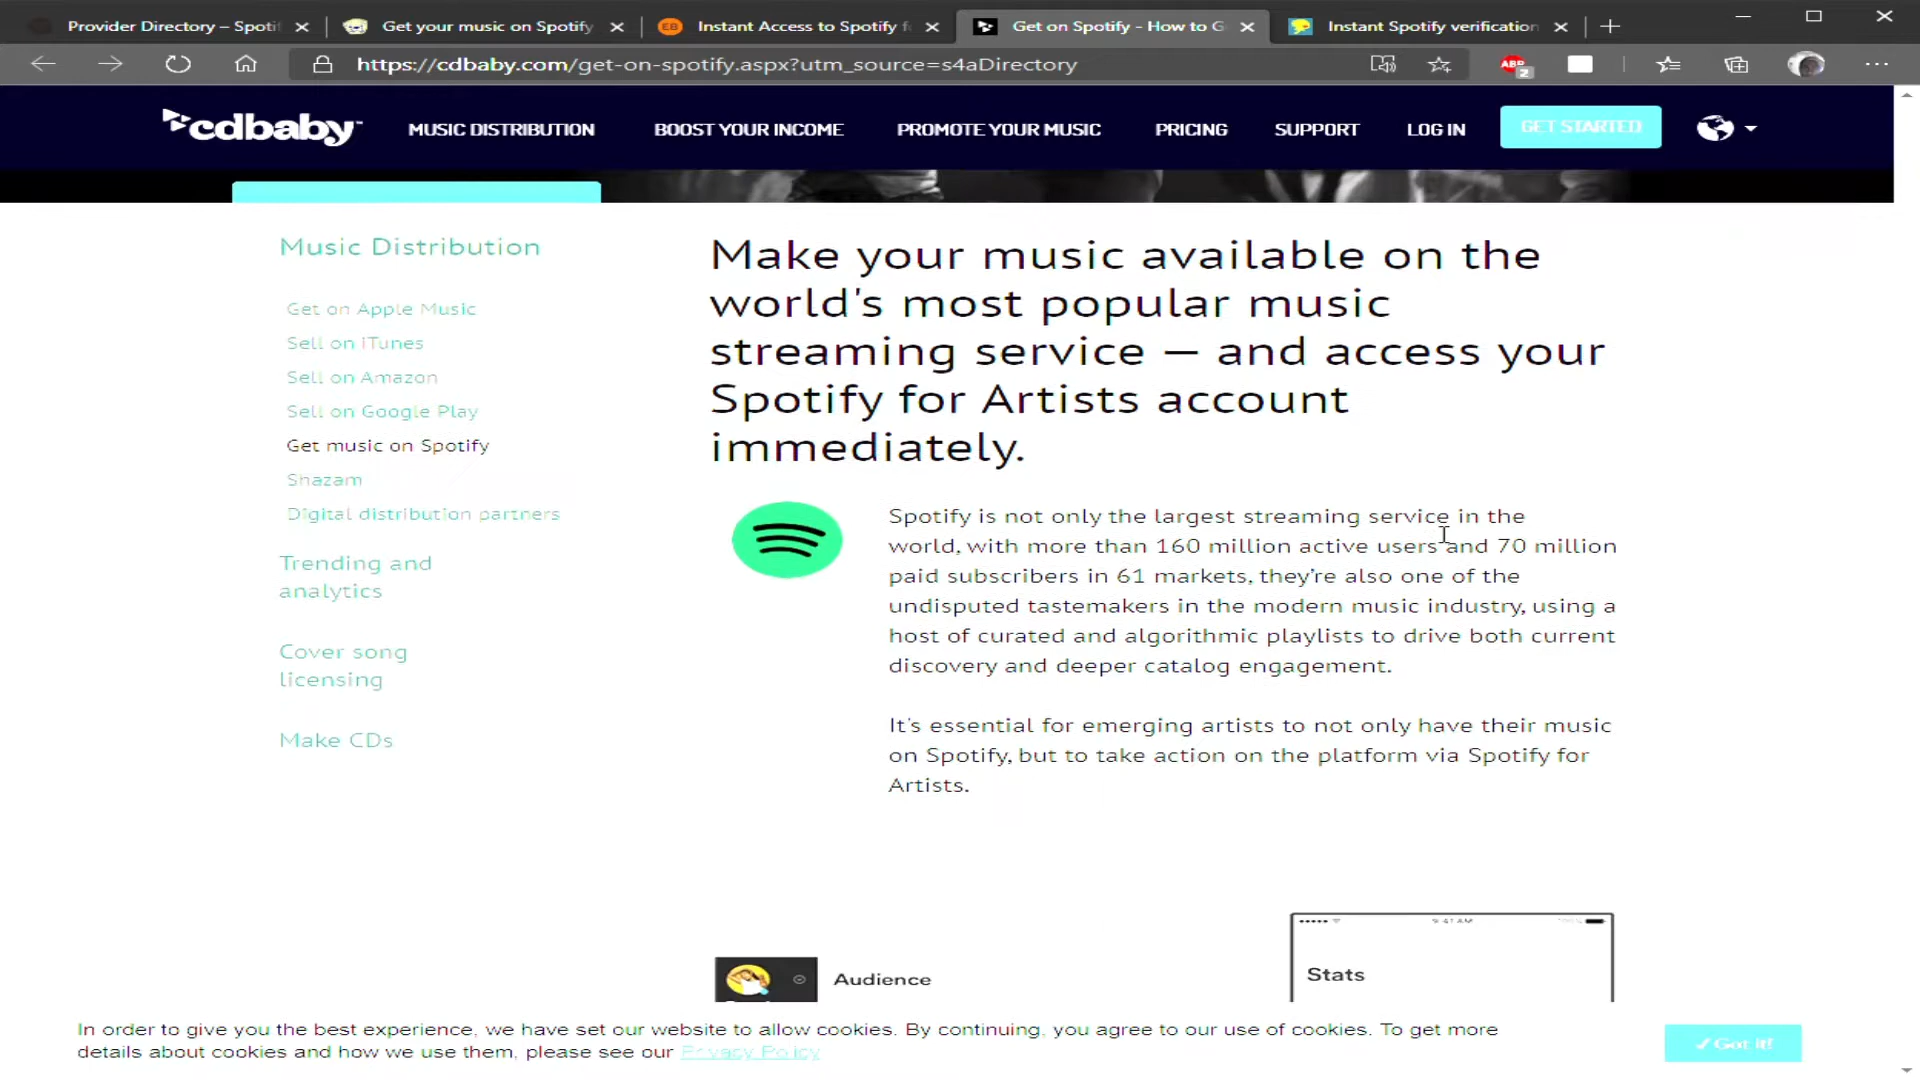 Provider Directory – Spoti
Get your music on Spotify
EB Instant Access to Spotify f
Get on Spotify - How to G
Instant Spotify verification
https://cdbaby.com/get-on-spotify.aspx?utm_source=s4aDirectory
ABP 2
cdbaby
MUSIC DISTRIBUTION
BOOST YOUR INCOME
PROMOTE YOUR MUSIC
PRICING
SUPPORT
LOG IN
GET STARTED
Music Distribution
Get on Apple Music
Sell on iTunes
Sell on Amazon
Sell on Google Play
Get music on Spotify
Shazam
Digital distribution partners
Trending and
analytics
Cover song
licensing
Make CDs
Make your music available on the
world's most popular music
streaming service — and access your
Spotify for Artists account
immediately.
Spotify is not only the largest streaming service in the
world, with more than 160 million active users and 70 million
paid subscribers in 61 markets, they're also one of the
undisputed tastemakers in the modern music industry, using a
host of curated and algorithmic playlists to drive both current
discovery and deeper catalog engagement.
It's essential for emerging artists to not only have their music
on Spotify, but to take action on the platform via Spotify for
Artists.
Audience
9:41 AM
Stats
In order to give you the best experience, we have set our website to allow cookies. By continuing, you agree to our use of cookies. To get more
details about cookies and how we use them, please see our Privacy Policy
✓ Got it!